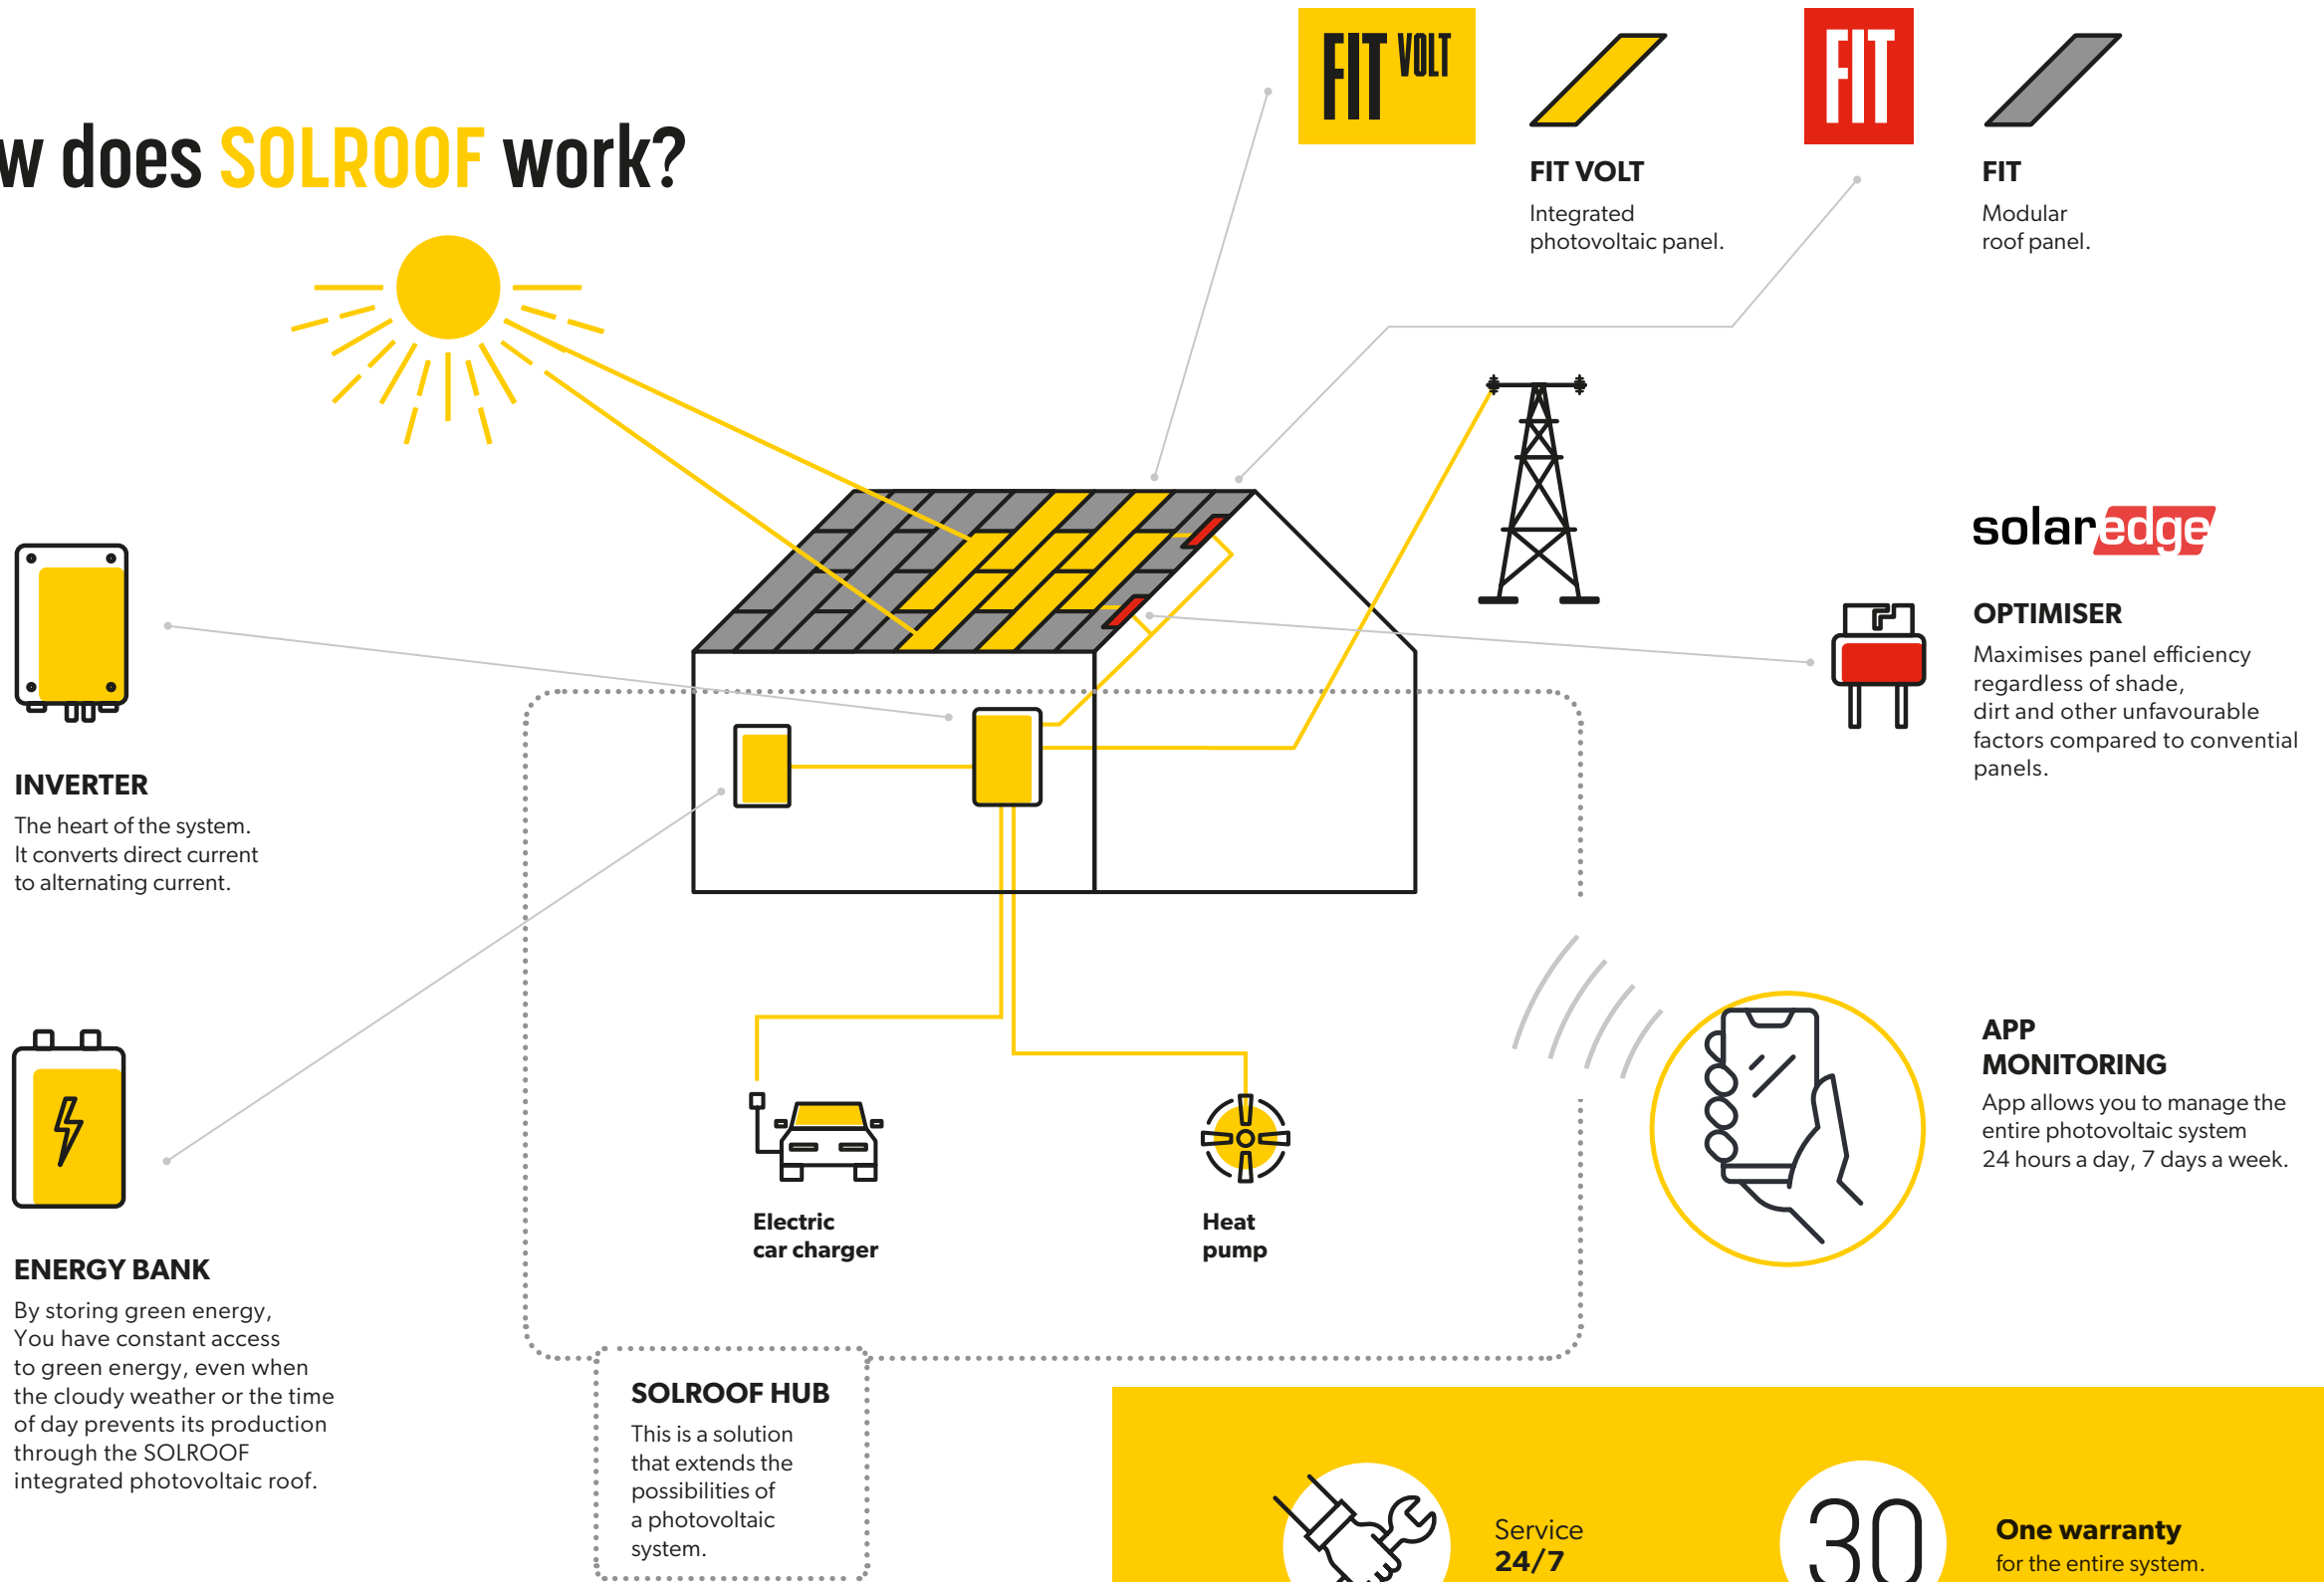 w does SOLROOF work?
FIT VOLT
FIT
FIT VOLT
Integrated
photovoltaic panel.
FIT
Modular
roof panel.
solaredge
OPTIMISER
Maximises panel efficiency
regardless of shade,
dirt and other unfavourable
factors compared to convential
panels.
INVERTER
The heart of the system.
It converts direct current
to alternating current.
APP
MONITORING
App allows you to manage the
entire photovoltaic system
24 hours a day, 7 days a week.
Electric
car charger
Heat
pump
ENERGY BANK
By storing green energy,
You have constant access
to green energy, even when
the cloudy weather or the time
of day prevents its production
through the SOLROOF
integrated photovoltaic roof.
SOLROOF HUB
This is a solution
that extends the
possibilities of
a photovoltaic
system.
Service
24/7
30
One warranty
for the entire system.